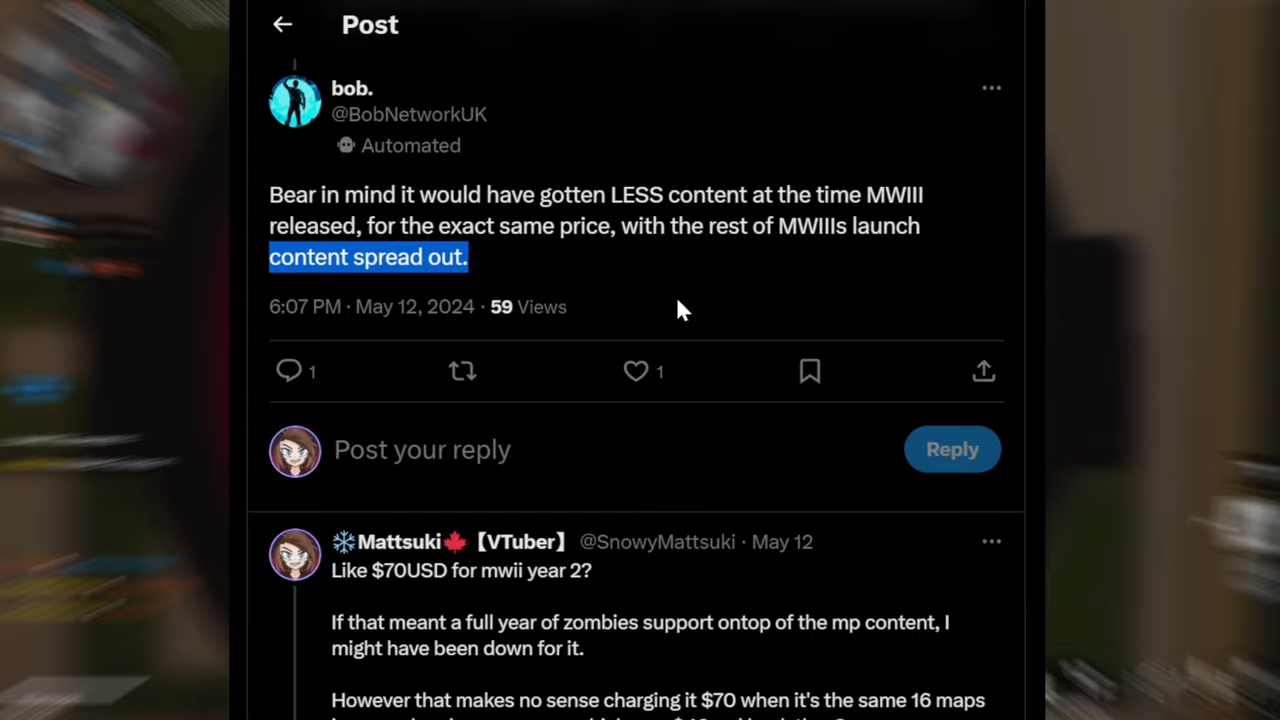 Post
bob.
@BobNetworkUK
Automated
Bear in mind it would have gotten LESS content at the time MWIII
released, for the exact same price, with the rest of MWIIIs launch
content spread out.
6:07 PM · May 12, 2024 · 59 Views
1
1
Post your reply
Reply
❄️Mattsuki🍁【VTuber】 @SnowyMattsuki · May 12
Like $70USD for mwii year 2?
If that meant a full year of zombies support ontop of the mp content, I
might have been down for it.
However that makes no sense charging it $70 when it's the same 16 maps